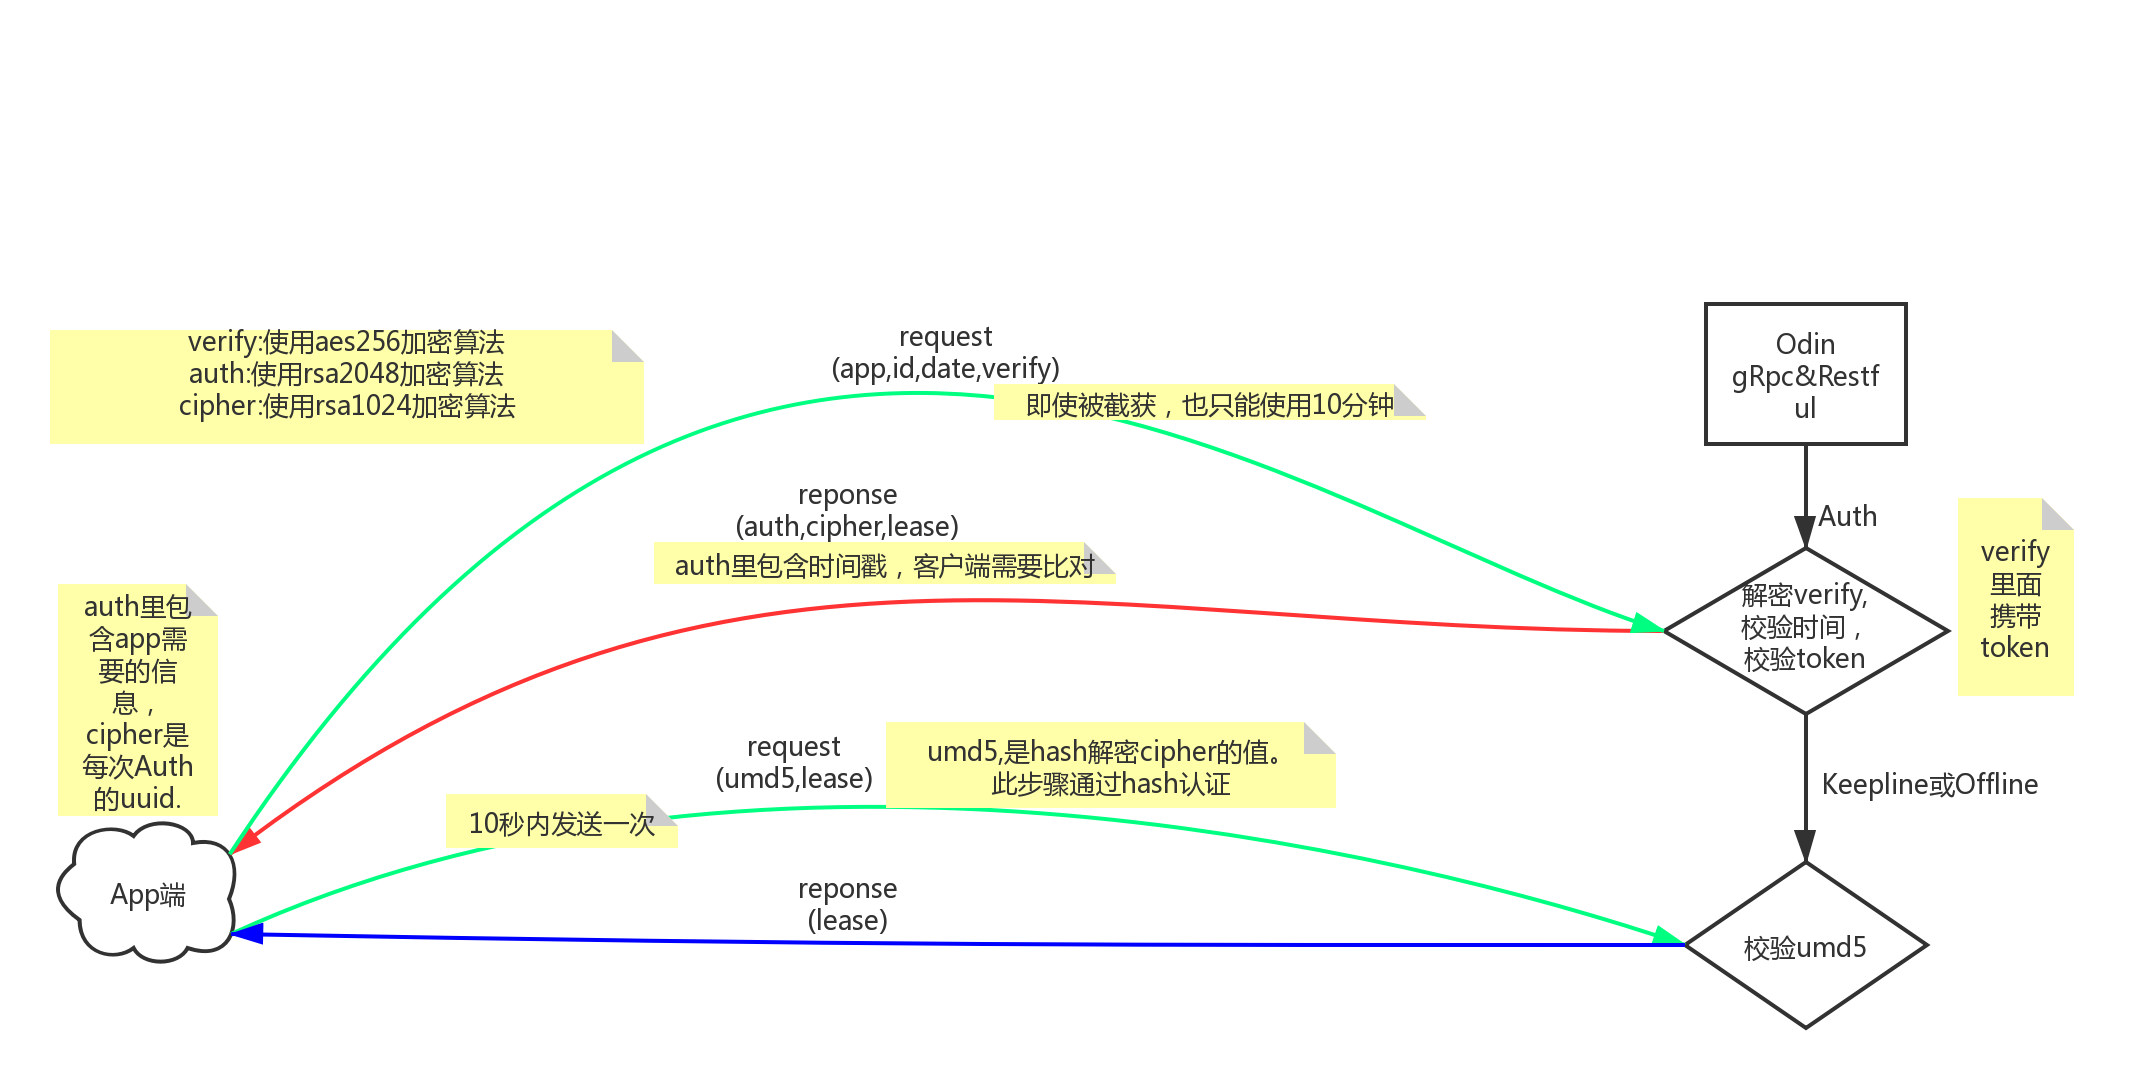 verify:使用aes256加密算法
auth:使用rsa2048加密算法
cipher:使用rsa1024加密算法
request
(app,id,date,verify)
即使被截获，也只能使用10分钟
Odin
gRpc&Restf
ul
reponse
(auth,cipher,lease)
auth里包含时间戳，客户端需要比对
Auth
解密verify,
校验时间，
校验token
verify
里面
携带
token
auth里包
含app需
要的信
息，
cipher是
每次Auth
的uuid.
request
(umd5,lease)
umd5,是hash解密cipher的值。
此步骤通过hash认证
10秒内发送一次
Keepline或Offline
App端
reponse
(lease)
校验umd5